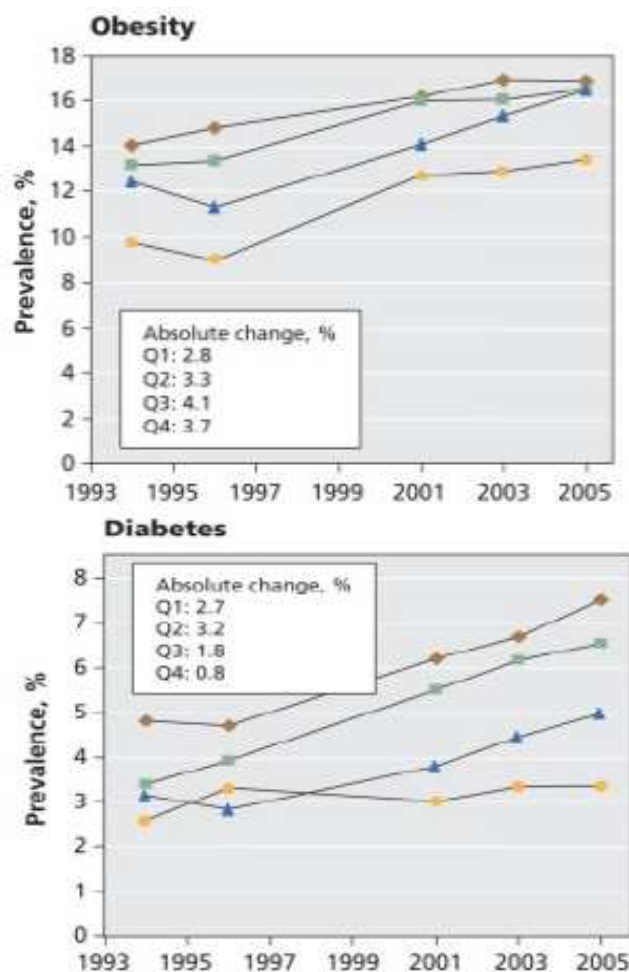 Obesity
18
16
14
12
10
8
6
4
2
0
Prevalence, %
Absolute change, %
Q1: 2.8
Q2: 3.3
Q3: 4.1
Q4: 3.7
1993 1995 1997 1999 2001 2003 2005
Diabetes
8
7
6
5
4
3
2
1
0
Prevalence, %
Absolute change, %
Q1: 2.7
Q2: 3.2
Q3: 1.8
Q4: 0.8
1993 1995 1997 1999 2001 2003 2005